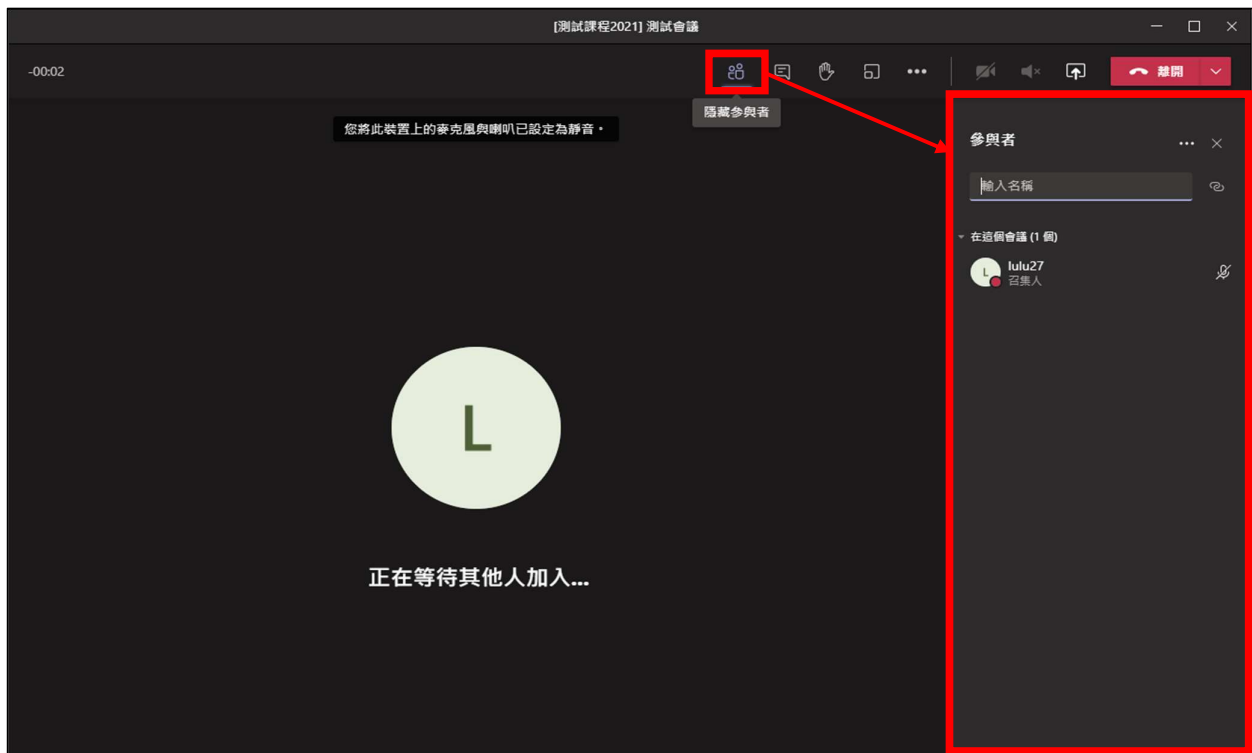 [測試課程2021] 測試會議
-00:02
離開
隱藏參與者
您將此裝置上的麥克風與喇叭已設定為靜音。
參與者
輸入名稱
在這個會議 (1 個)
L
lulu27
召集人
L
正在等待其他人加入...